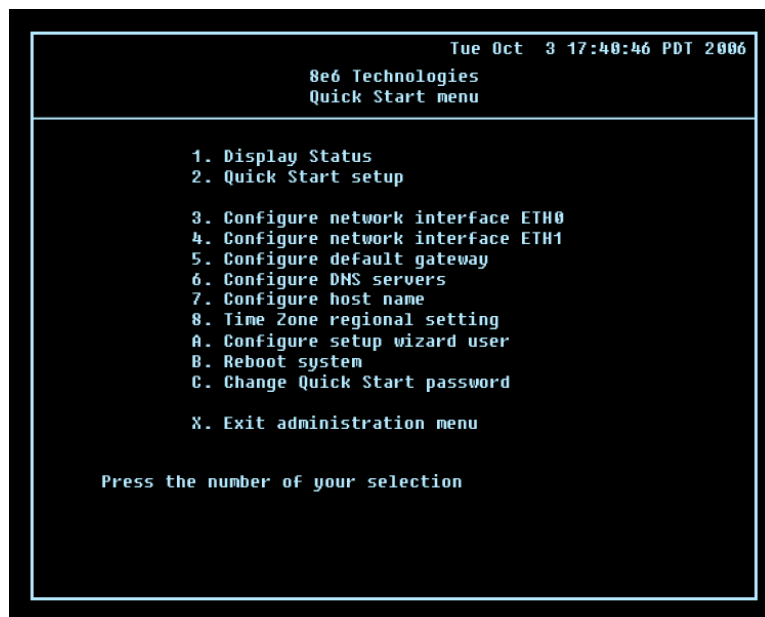 Tue Oct  3 17:40:46 PDT 2006
8e6 Technologies
Quick Start menu
1. Display Status
2. Quick Start setup
3. Configure network interface ETH0
4. Configure network interface ETH1
5. Configure default gateway
6. Configure DNS servers
7. Configure host name
8. Time Zone regional setting
A. Configure setup wizard user
B. Reboot system
C. Change Quick Start password
X. Exit administration menu
Press the number of your selection